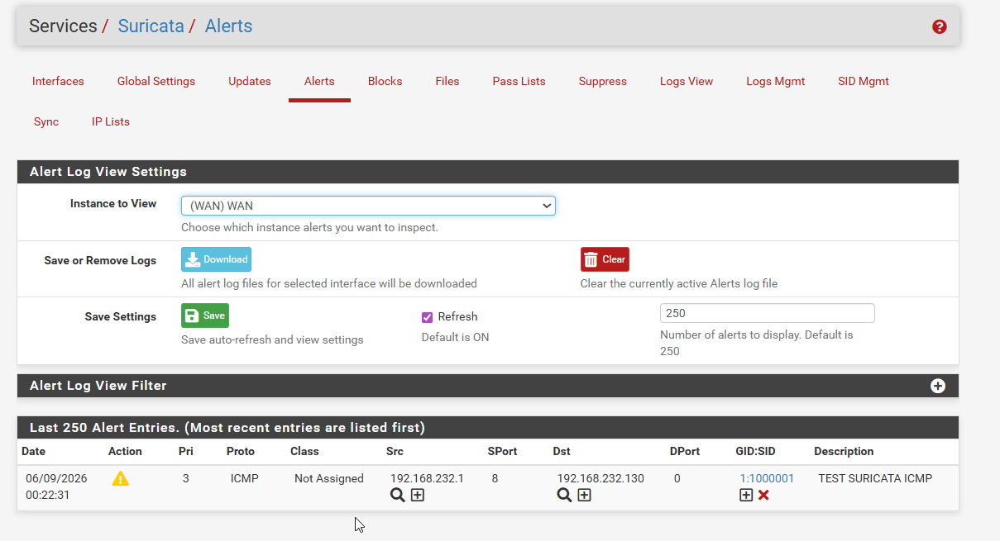 Services / Suricata / Alerts
Interfaces Global Settings Updates Alerts Blocks Files Pass Lists Suppress Logs View Logs Mgmt SID Mgmt
Sync IP Lists
Alert Log View Settings
Instance to View (WAN) WAN
Choose which instance alerts you want to inspect.
Save or Remove Logs Download Clear
All alert log files for selected interface will be downloaded Clear the currently active Alerts log file
Save Settings Save Refresh 250
Save auto-refresh and view settings Default is ON Number of alerts to display. Default is
250
Alert Log View Filter
Last 250 Alert Entries. (Most recent entries are listed first)
Date Action Pri Proto Class Src SPort Dst DPort GID:SID Description
06/09/2026 3 ICMP Not Assigned 192.168.232.1 8 192.168.232.130 0 1:1000001 TEST SURICATA ICMP
00:22:31